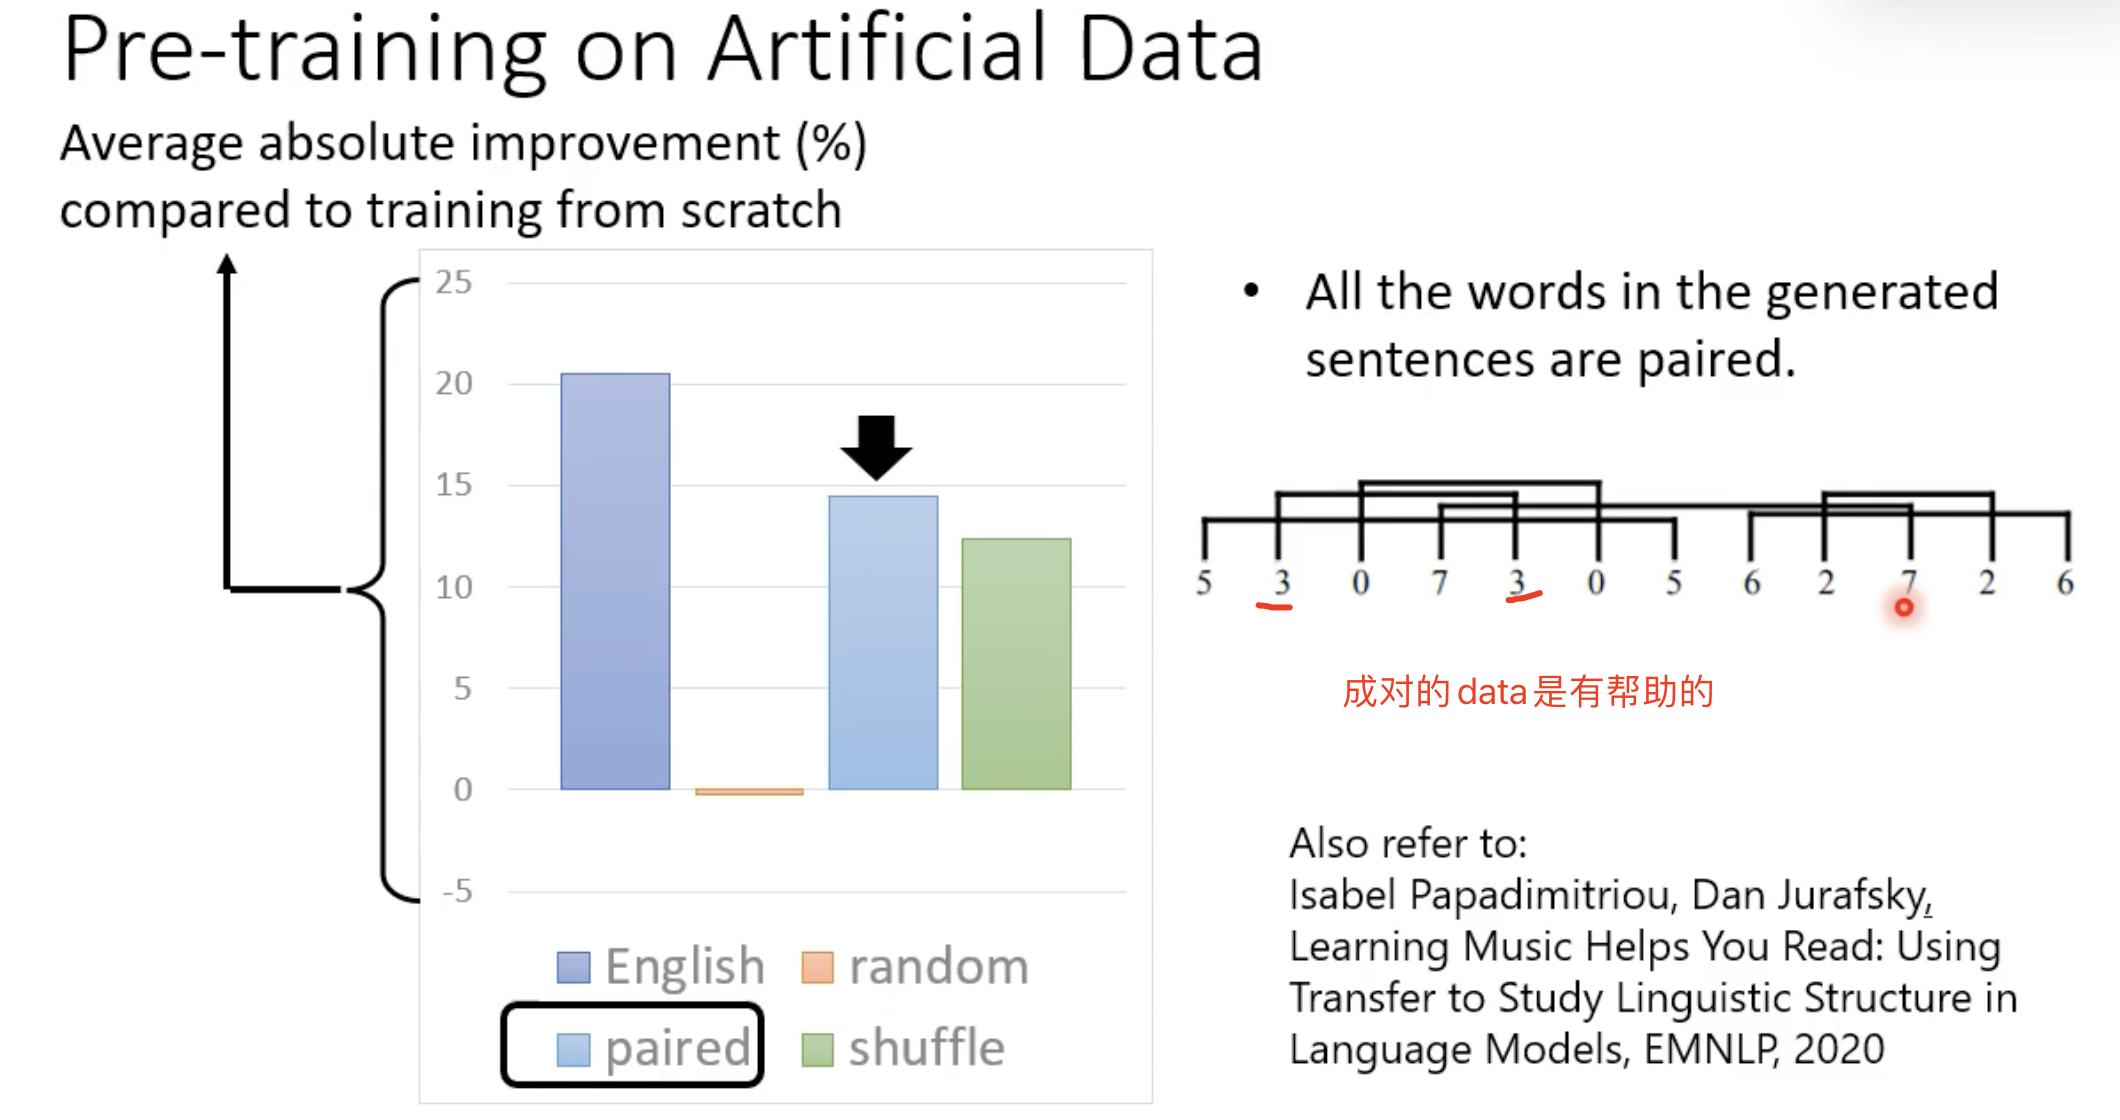 Pre-training on Artificial Data
Average absolute improvement (%)
compared to training from scratch
25
20
15
10
5
0
-5
English random
paired shuffle
• All the words in the generated
sentences are paired.
5 3 0 7 3 0 5 6 2 7 2 6
成对的data是有帮助的
Also refer to:
Isabel Papadimitriou, Dan Jurafsky,
Learning Music Helps You Read: Using
Transfer to Study Linguistic Structure in
Language Models, EMNLP, 2020